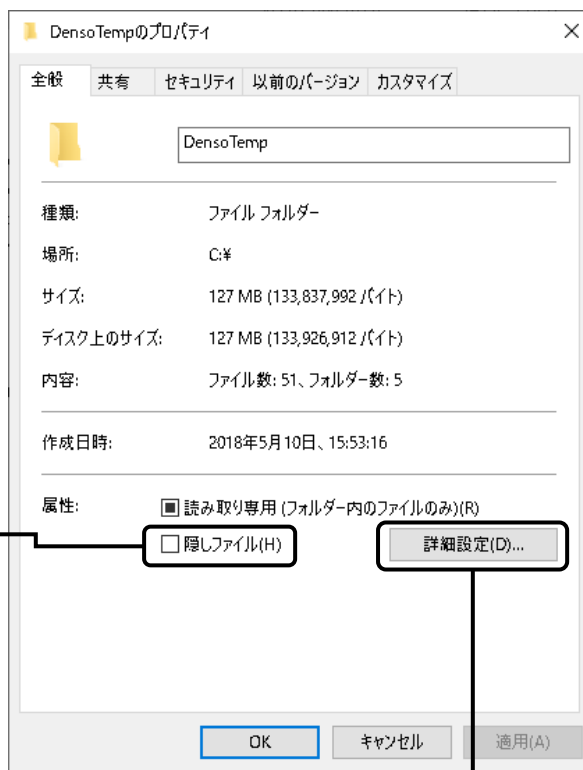 DensoTempのプロパティ
全般 共有 セキュリティ 以前のバージョン カスタマイズ
DensoTemp
種類: ファイル フォルダー
場所: C:¥
サイズ: 127 MB (133,837,992 バイト)
ディスク上のサイズ: 127 MB (133,926,912 バイト)
内容: ファイル数: 51、フォルダー数: 5
作成日時: 2018年5月10日、15:53:16
属性: 読み取り専用 (フォルダー内のファイルのみ)(R)
隠しファイル(H) 詳細設定(D)...
OK キャンセル 適用(A)